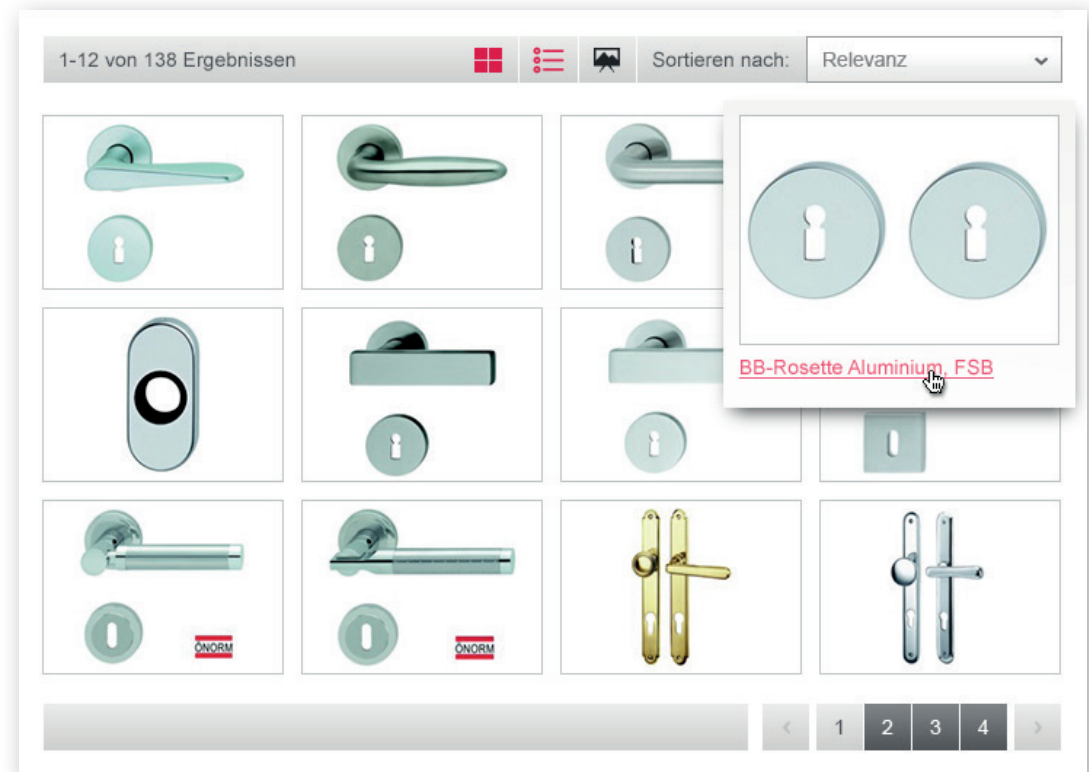 1-12 von 138 Ergebnissen
Sortieren nach:
Relevanz
BB-Rosette Aluminium, FSB
ÖNORM
ÖNORM
1 2 3 4